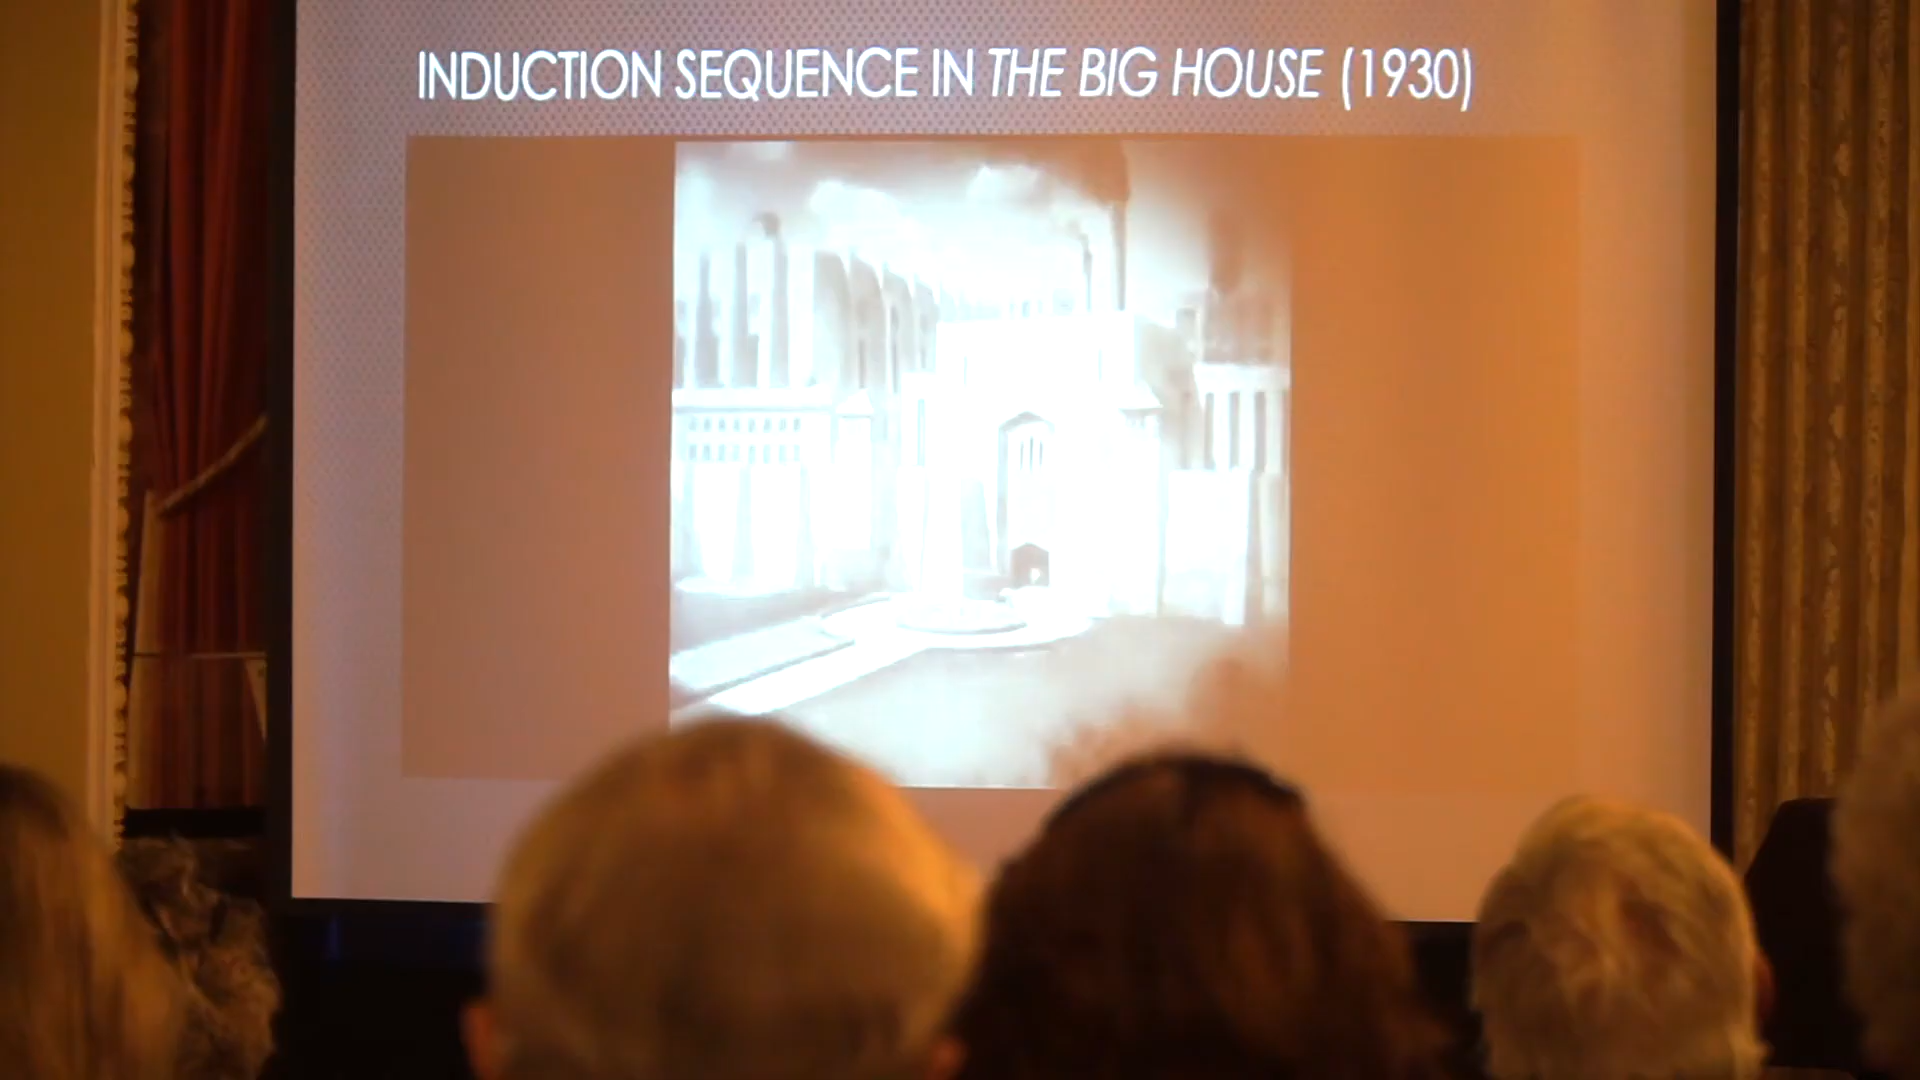 INDUCTION SEQUENCE IN THE BIG HOUSE (1930)